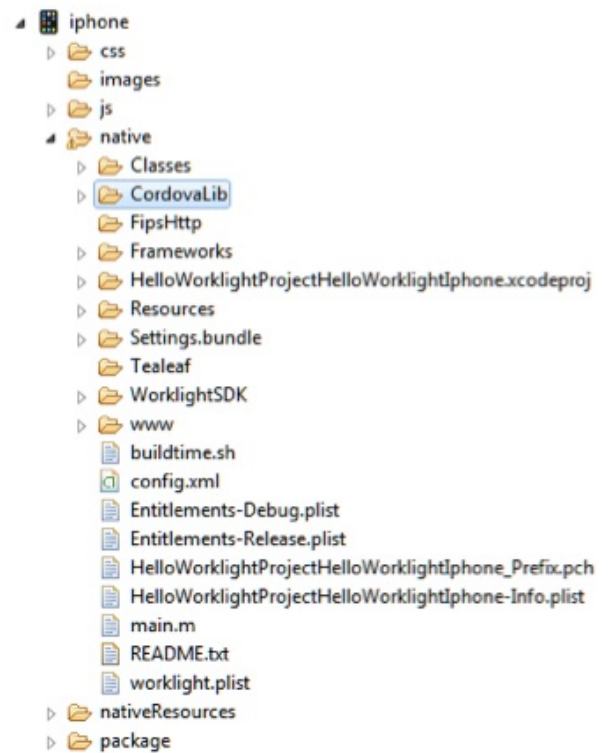 iphone
css
images
js
native
Classes
CordovaLib
FipsHttp
Frameworks
HelloWorklightProjectHelloWorklightIphone.xcodeproj
Resources
Settings.bundle
Tealeaf
WorklightSDK
www
buildtime.sh
config.xml
Entitlements-Debug.plist
Entitlements-Release.plist
HelloWorklightProjectHelloWorklightIphone_Prefix.pch
HelloWorklightProjectHelloWorklightIphone-Info.plist
main.m
README.txt
worklight.plist
nativeResources
package